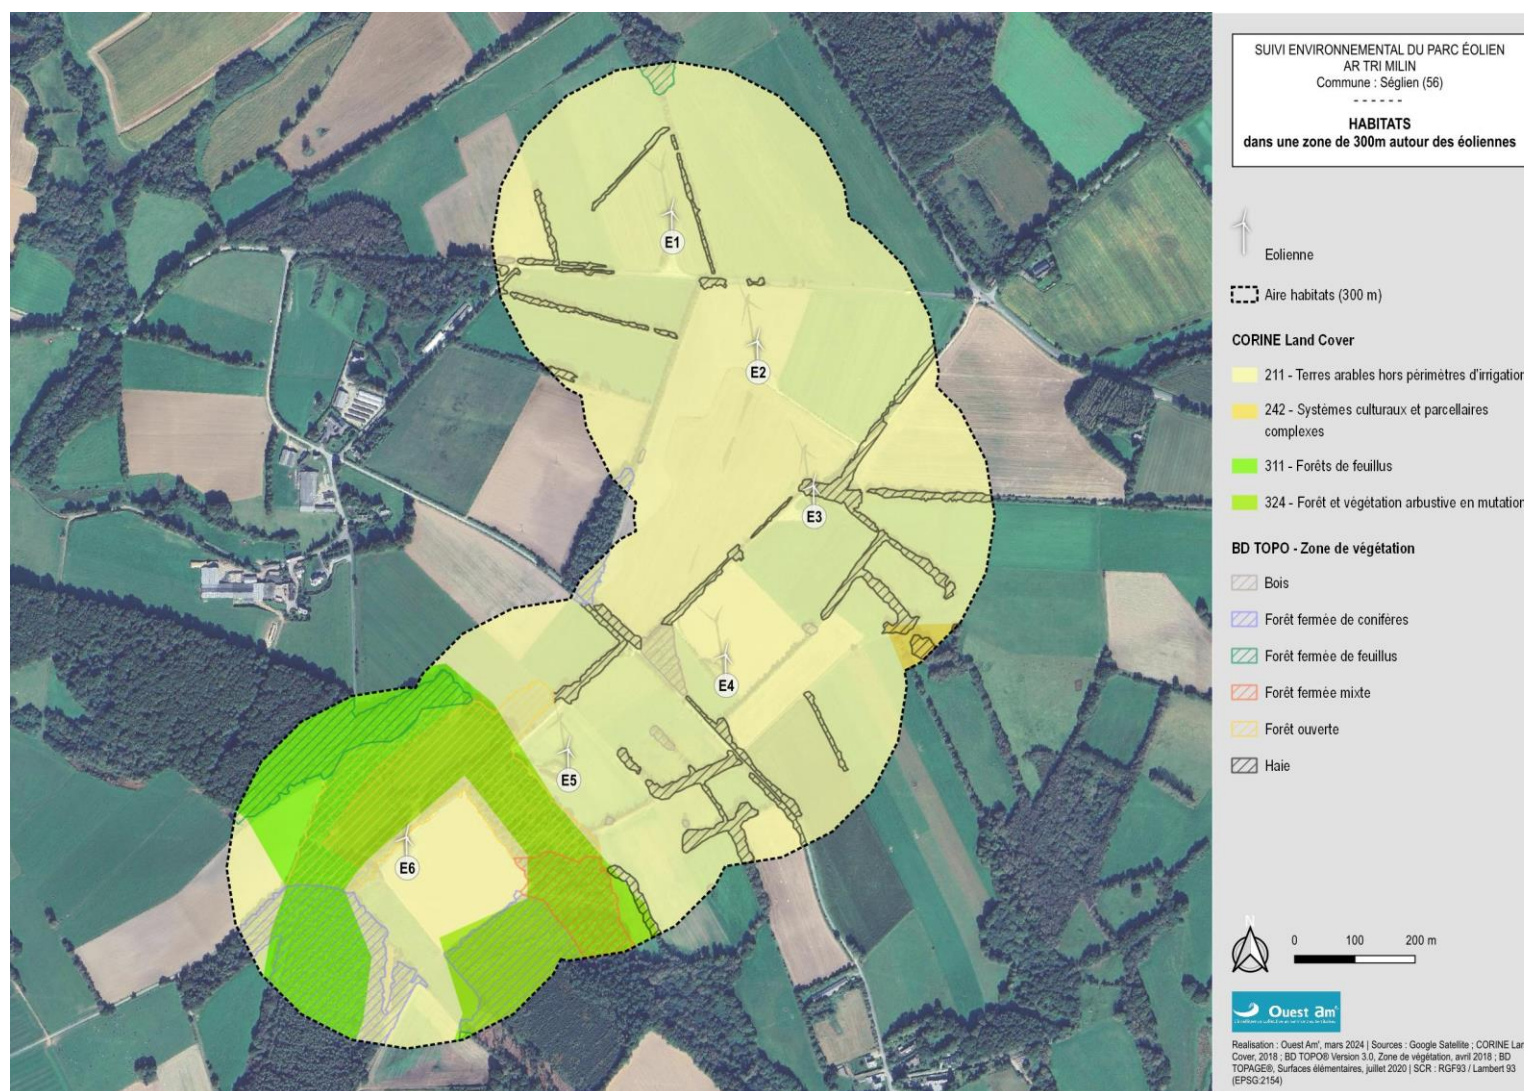 SUIVI ENVIRONNEMENTAL DU PARC ÉOLIEN
AR TRI MILIN
Commune : Séglien (56)
------
HABITATS
dans une zone de 300m autour des éoliennes
Eolienne
Aire habitats (300 m)
CORINE Land Cover
211 - Terres arables hors périmètres d'irrigation
242 - Systèmes culturaux et parcellaires
complexes
311 - Forêts de feuillus
324 - Forêt et végétation arbustive en mutation
BD TOPO - Zone de végétation
Bois
Forêt fermée de conifères
Forêt fermée de feuillus
Forêt fermée mixte
Forêt ouverte
Haie
E1
E2
E3
E4
E5
E6
N
0 100 200 m
Ouest am'
Realisation : Ouest Am', mars 2024 | Sources : Google Satellite ; CORINE Lan
Cover, 2018 ; BD TOPO® Version 3.0, Zone de végétation, avril 2018 ; BD
TOPAGE®, Surfaces élémentaires, juillet 2020 | SCR : RGF93 / Lambert 93
(EPSG:2154)